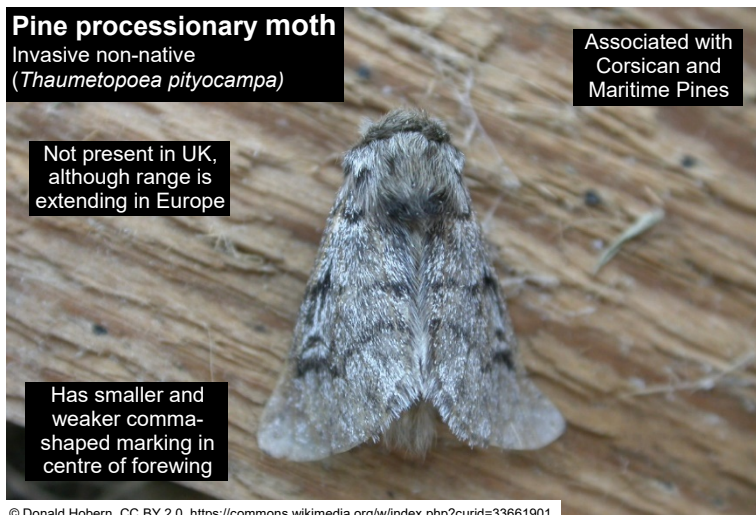 Pine processionary moth
Invasive non-native
(Thaumetopoea pityocampa)
Associated with
Corsican and
Maritime Pines
Not present in UK,
although range is
extending in Europe
Has smaller and
weaker comma-
shaped marking in
centre of forewing
© Donald Hobern, CC BY 2.0, https://commons.wikimedia.org/w/index.php?curid=33661901